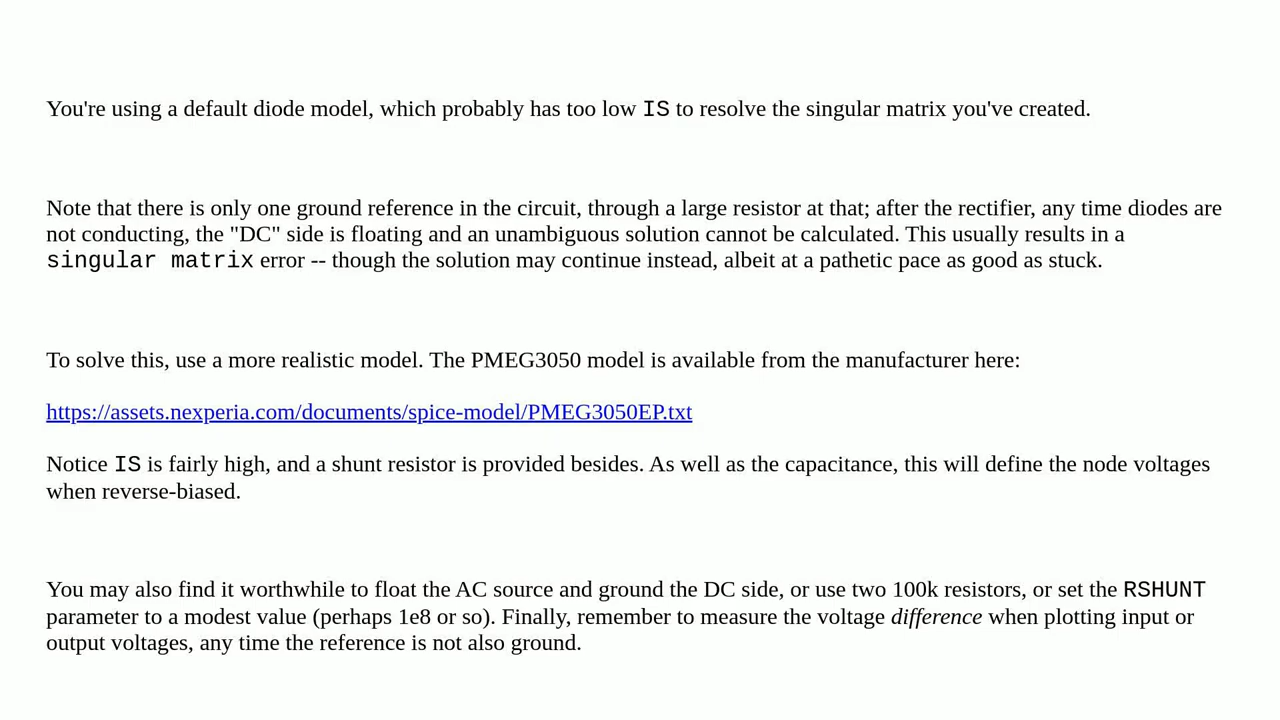 You're using a default diode model, which probably has too low IS to resolve the singular matrix you've created.
Note that there is only one ground reference in the circuit, through a large resistor at that; after the rectifier, any time diodes are
not conducting, the "DC" side is floating and an unambiguous solution cannot be calculated. This usually results in a
singular matrix error -- though the solution may continue instead, albeit at a pathetic pace as good as stuck.
To solve this, use a more realistic model. The PMEG3050 model is available from the manufacturer here:
https://assets.nexperia.com/documents/spice-model/PMEG3050EP.txt
Notice IS is fairly high, and a shunt resistor is provided besides. As well as the capacitance, this will define the node voltages
when reverse-biased.
You may also find it worthwhile to float the AC source and ground the DC side, or use two 100k resistors, or set the RSHUNT
parameter to a modest value (perhaps 1e8 or so). Finally, remember to measure the voltage difference when plotting input or
output voltages, any time the reference is not also ground.